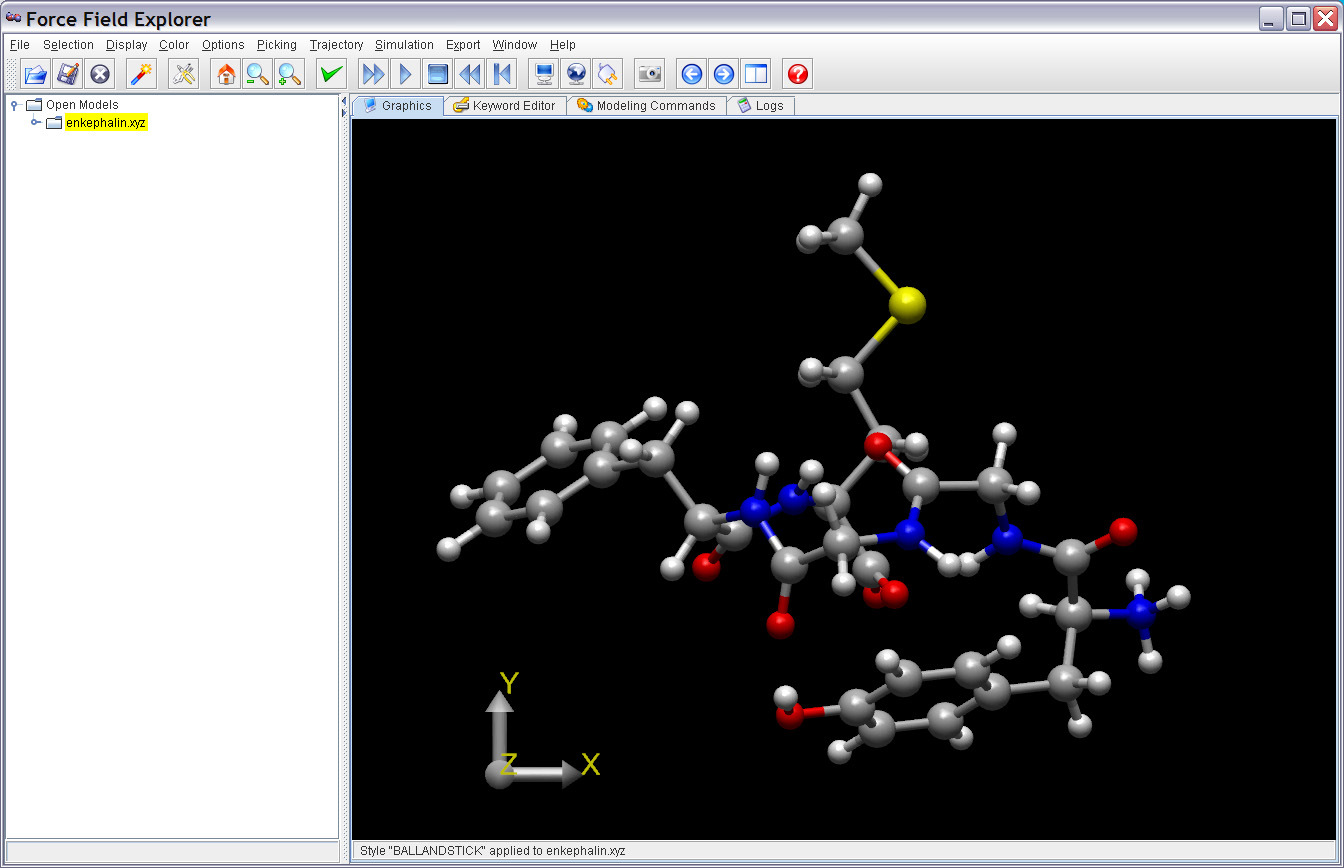 Force Field Explorer
File Selection Display Color Options Picking Trajectory Simulation Export Window Help
Open Models
enkephalin.xyz
Graphics Keyword Editor Modeling Commands Logs
Y
Z X
Style "BALLANDSTICK" applied to enkephalin.xyz